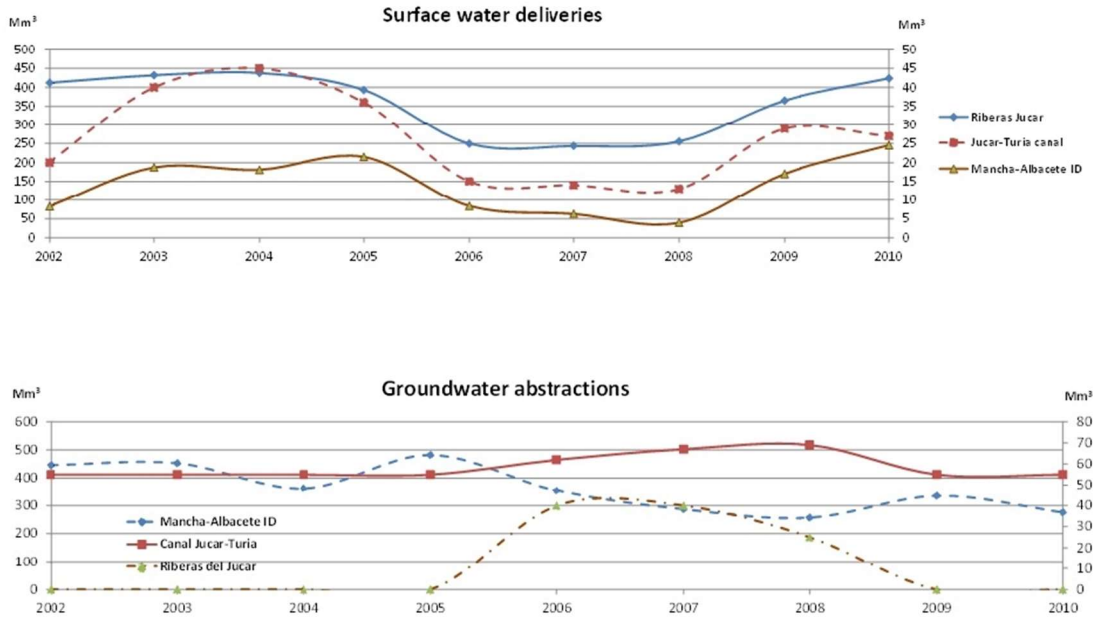 Surface water deliveries
Mm³ Mm³
500 50
450 45
400 40
350 35
300 30
250 25
200 20
150 15
100 10
50 5
0 0
2002 2003 2004 2005 2006 2007 2008 2009 2010
Riberas Jucar
Jucar-Turia canal
Mancha-Albacete ID
Groundwater abstractions
Mm³ Mm³
600 80
500 70
400 60
300 50
200 40
100 30
0 20
10
0
Mancha-Albacete ID
Canal Jucar-Turia
Riberas del Jucar
2002 2003 2004 2005 2006 2007 2008 2009 2010